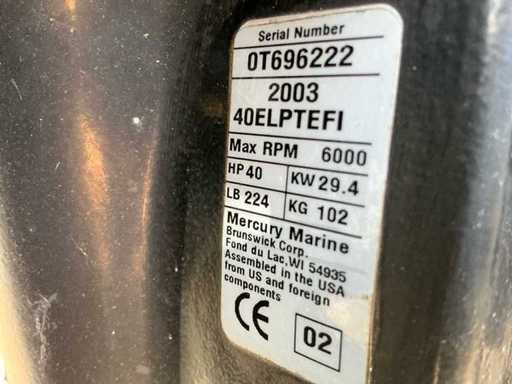 Serial Number
0T696222
2003
40ELPTEFI
Max RPM 6000
HP 40 KW 29.4
LB 224 KG 102
Mercury Marine
Brunswick Corp.
Fond du Lac, WI 54935
Assembled in the USA
from US and foreign
components
CE 02